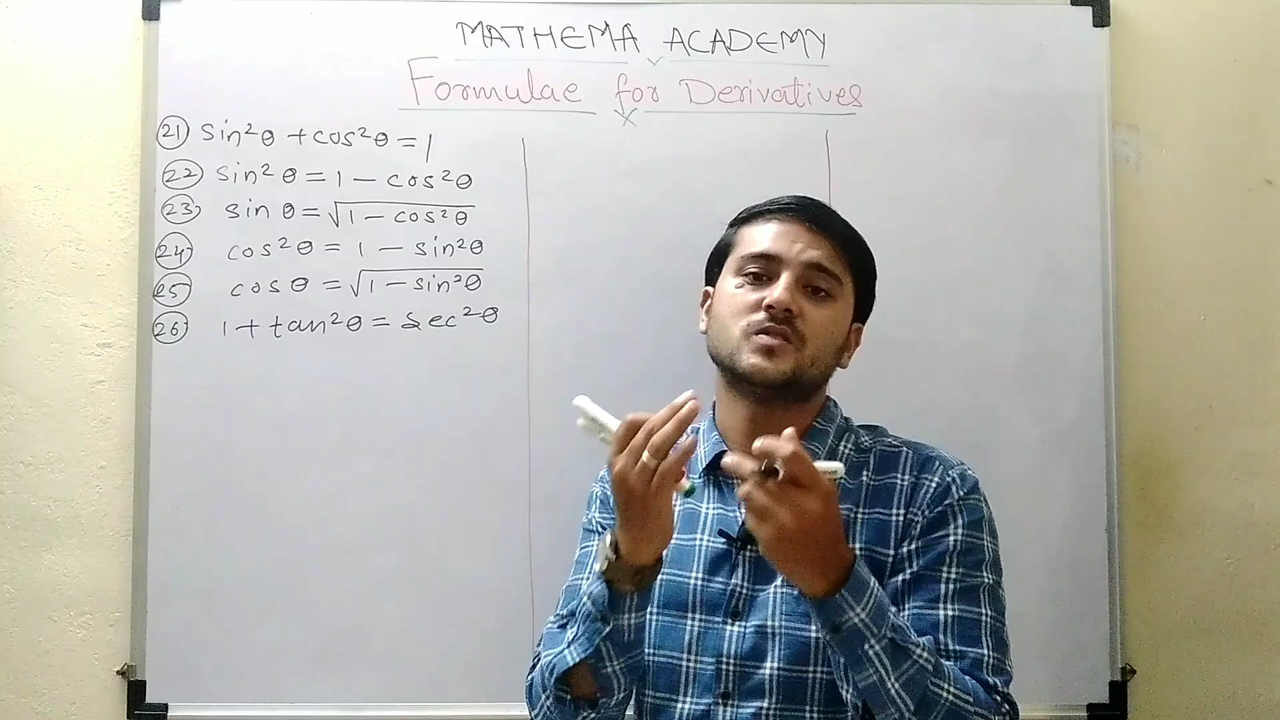 MATHEMA ACADEMY
Formulae for Derivatives
21) sin²θ + cos²θ = 1
22) sin²θ = 1 − cos²θ
23) sin θ = √(1 − cos²θ)
24) cos²θ = 1 − sin²θ
25) cos θ = √(1 − sin²θ)
26) 1 + tan²θ = sec²θ